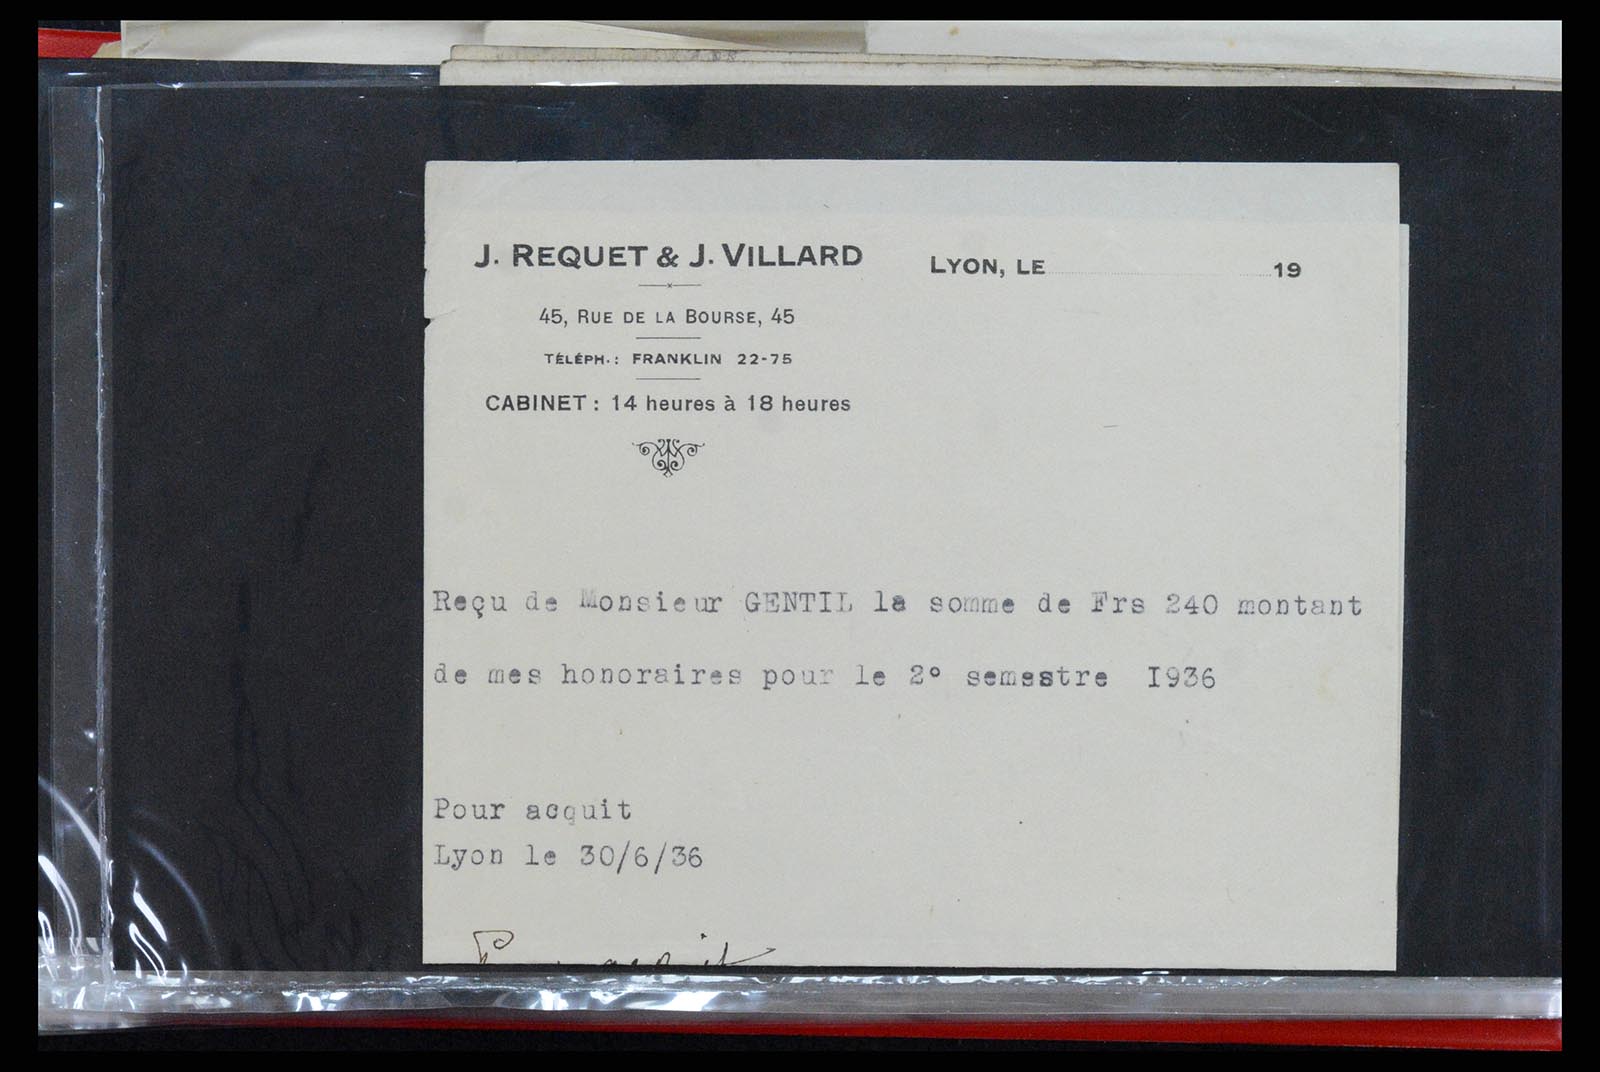 J. REQUET & J. VILLARD
LYON, LE 19
45, RUE DE LA BOURSE, 45
TÉLÉPH.: FRANKLIN 22-75
CABINET : 14 heures à 18 heures
Reçu de Monsieur GENTIL la somme de Frs 240 montant
de mes honoraires pour le 2° semestre I936
Pour acquit
Lyon le 30/6/36